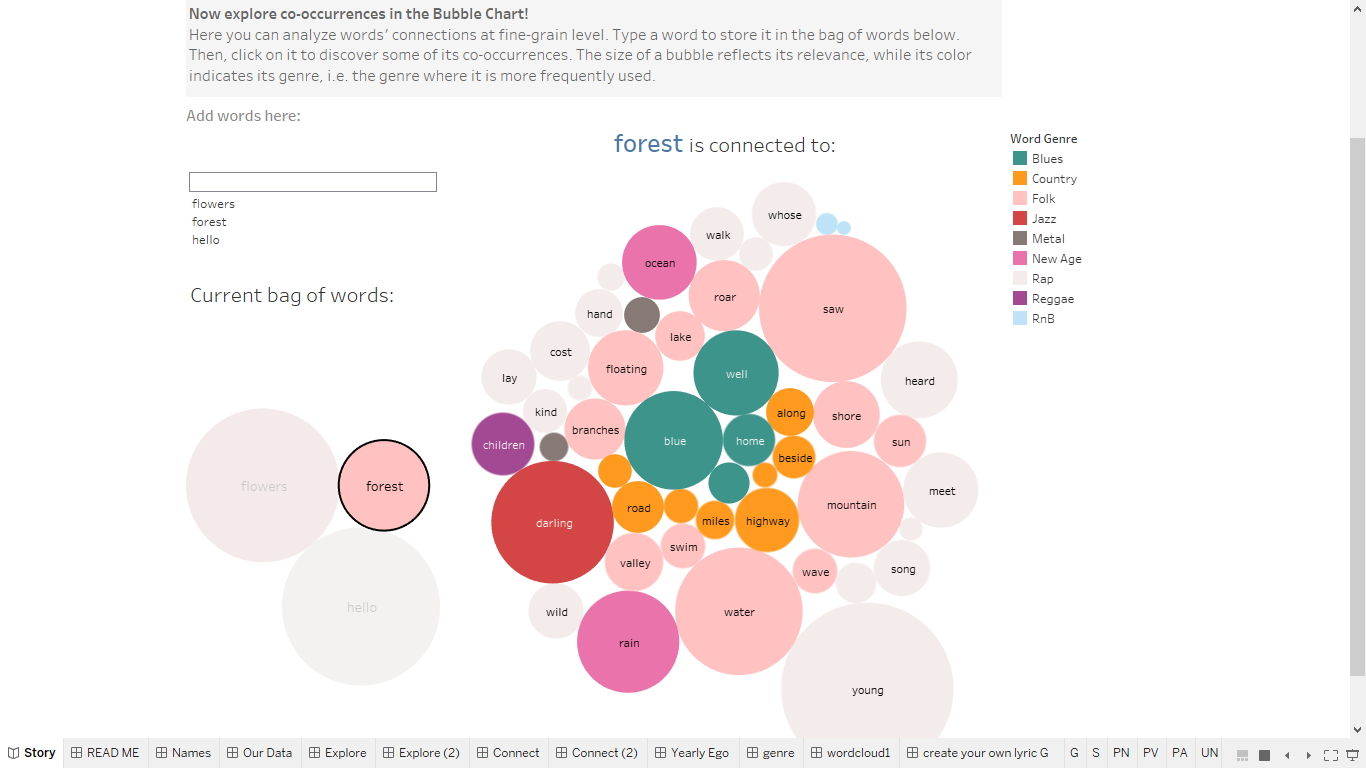 Now explore co-occurrences in the Bubble Chart!
Here you can analyze words' connections at fine-grain level. Type a word to store it in the bag of words below.
Then, click on it to discover some of its co-occurrences. The size of a bubble reflects its relevance, while its color
indicates its genre, i.e. the genre where it is more frequently used.
Add words here:
flowers
forest
hello
Current bag of words:
flowers
forest
hello
forest is connected to:
whose
walk
ocean
roar
saw
hand
lake
cost
floating
well
lay
heard
kind
along
shore
branches
children
blue
home
sun
beside
meet
mountain
road
miles
highway
darling
swim
valley
wave
song
wild
water
rain
young
Word Genre
Blues
Country
Folk
Jazz
Metal
New Age
Rap
Reggae
RnB
Story
READ ME
Names
Our Data
Explore
Explore (2)
Connect
Connect (2)
Yearly Ego
genre
wordcloud1
create your own lyric G
G
S
PN
PV
PA
UN